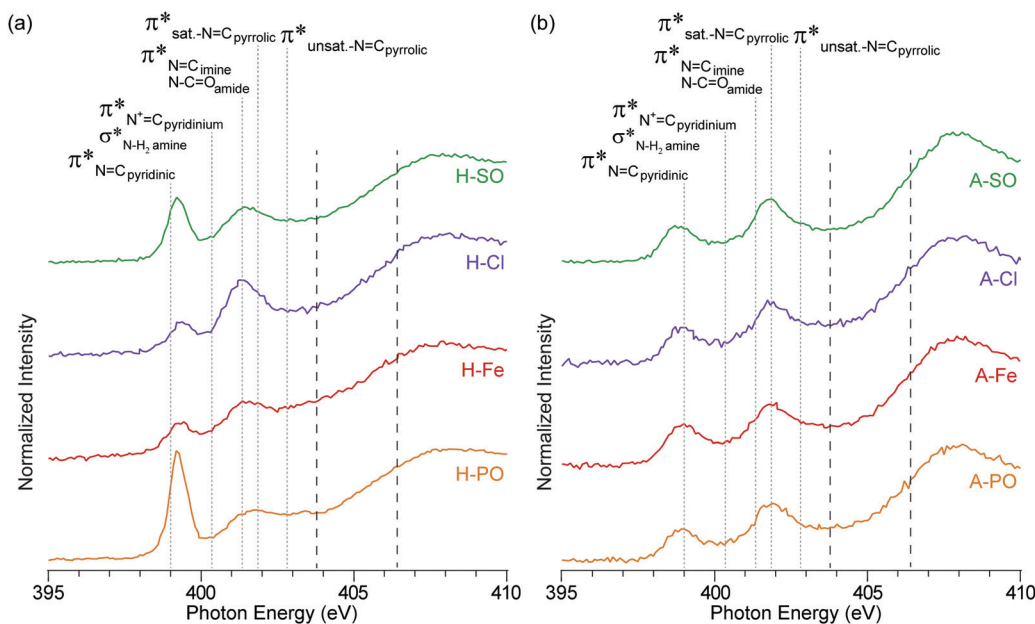 (a)
π* sat.-N=Cpyrrolic
π* unsat.-N=Cpyrrolic
π* N=Cimine
N-C=Oamide
π* N+=Cpyridinium
σ* N-H2 amine
π* N=Cpyridinic
H-SO
H-Cl
H-Fe
H-PO
Normalized Intensity
395 400 405 410
Photon Energy (eV)
(b)
π* sat.-N=Cpyrrolic
π* unsat.-N=Cpyrrolic
π* N=Cimine
N-C=Oamide
π* N+=Cpyridinium
σ* N-H2 amine
π* N=Cpyridinic
A-SO
A-Cl
A-Fe
A-PO
Normalized Intensity
395 400 405 410
Photon Energy (eV)